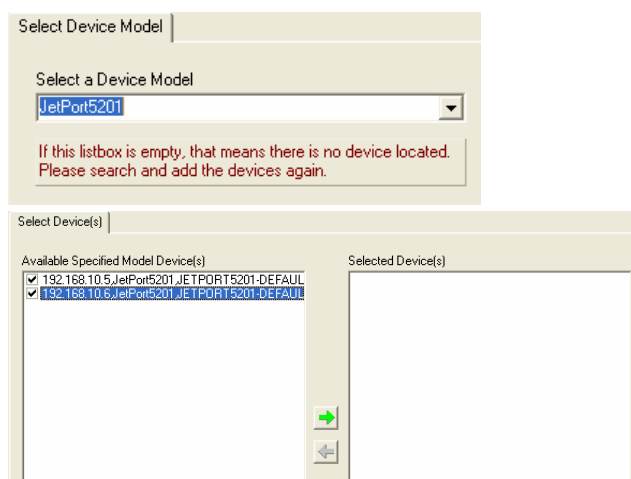 Select Device Model
Select a Device Model
JetPort5201
If this listbox is empty, that means there is no device located.
Please search and add the devices again.
Select Device(s)
Available Specified Model Device(s)
Selected Device(s)
192.168.10.5,JetPort5201,JETPORT5201-DEFAUL
192.168.10.6,JetPort5201,JETPORT5201-DEFAUL